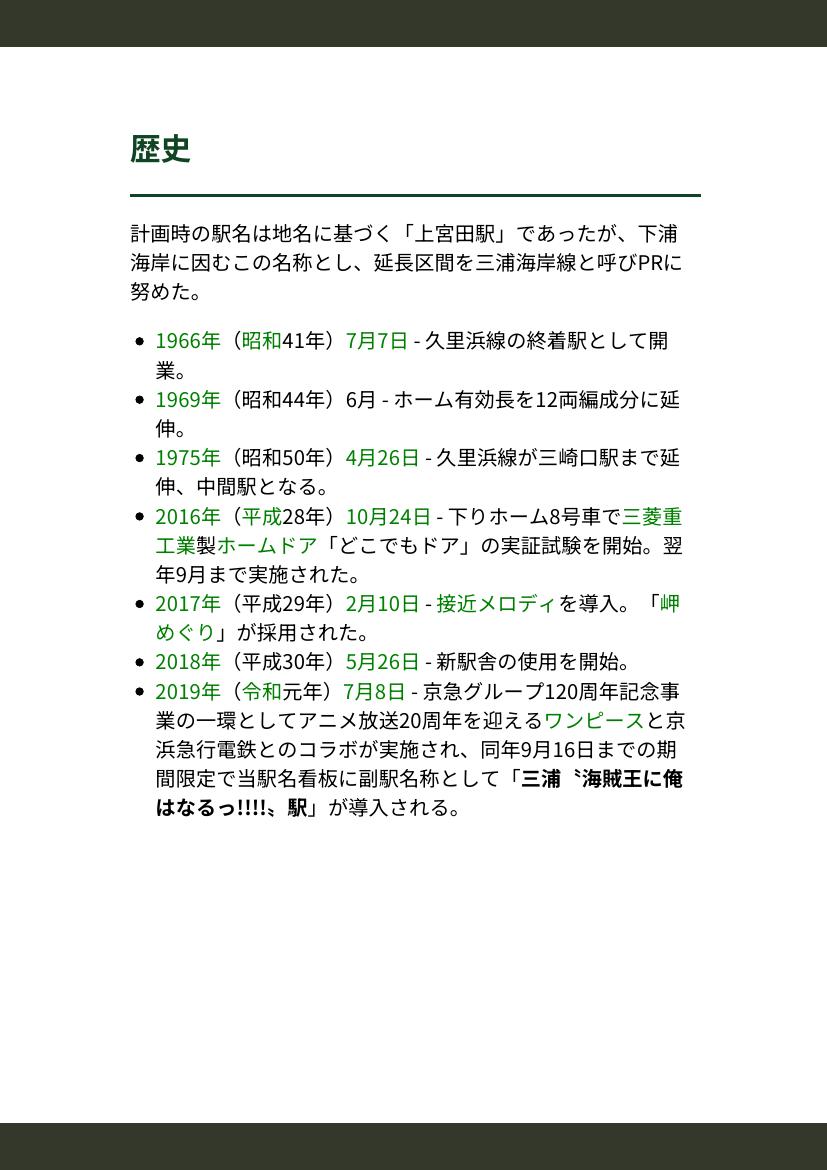 歴史
計画時の駅名は地名に基づく「上宮田駅」であったが、下浦
海岸に因むこの名称とし、延長区間を三浦海岸線と呼びPRに
努めた。
1966年（昭和41年）7月7日 - 久里浜線の終着駅として開
業。
1969年（昭和44年）6月 - ホーム有効長を12両編成分に延
伸。
1975年（昭和50年）4月26日 - 久里浜線が三崎口駅まで延
伸、中間駅となる。
2016年（平成28年）10月24日 - 下りホーム8号車で三菱重
工業製ホームドア「どこでもドア」の実証試験を開始。翌
年9月まで実施された。
2017年（平成29年）2月10日 - 接近メロディを導入。「岬
めぐり」が採用された。
2018年（平成30年）5月26日 - 新駅舎の使用を開始。
2019年（令和元年）7月8日 - 京急グループ120周年記念事
業の一環としてアニメ放送20周年を迎えるワンピースと京
浜急行電鉄とのコラボが実施され、同年9月16日までの期
間限定で当駅名看板に副駅名称として「三浦〝海賊王に俺
はなるっ!!!!〟駅」が導入される。